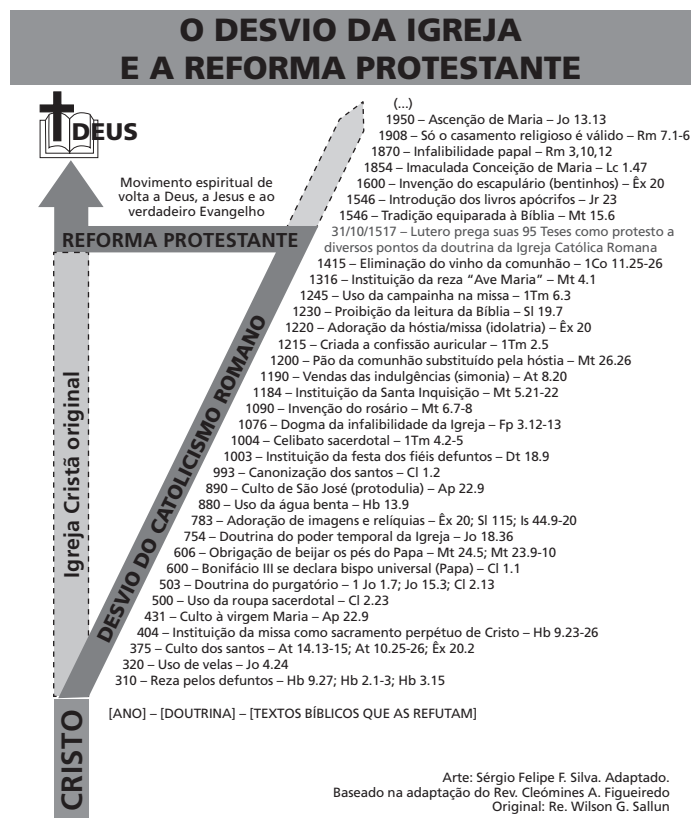 O DESVIO DA IGREJA
E A REFORMA PROTESTANTE
DEUS
Movimento espiritual de
volta a Deus, a Jesus e ao
verdadeiro Evangelho
REFORMA PROTESTANTE
Igreja Cristã original
DESVIO DO CATOLICISMO ROMANO
CRISTO
(...)
1950 – Ascenção de Maria – Jo 13.13
1908 – Só o casamento religioso é válido – Rm 7.1-6
1870 – Infalibilidade papal – Rm 3,10,12
1854 – Imaculada Conceição de Maria – Lc 1.47
1600 – Invenção do escapulário (bentinhos) – Êx 20
1546 – Introdução dos livros apócrifos – Jr 23
1546 – Tradição equiparada à Bíblia – Mt 15.6
31/10/1517 – Lutero prega suas 95 Teses como protesto a
diversos pontos da doutrina da Igreja Católica Romana
1415 – Eliminação do vinho da comunhão – 1Co 11.25-26
1316 – Instituição da reza “Ave Maria” – Mt 4.1
1245 – Uso da campainha na missa – 1Tm 6.3
1230 – Proibição da leitura da Bíblia – Sl 19.7
1220 – Adoração da hóstia/missa (idolatria) – Êx 20
1215 – Criada a confissão auricular – 1Tm 2.5
1200 – Pão da comunhão substituído pela hóstia – Mt 26.26
1190 – Vendas das indulgências (simonia) – At 8.20
1184 – Instituição da Santa Inquisição – Mt 5.21-22
1090 – Invenção do rosário – Mt 6.7-8
1076 – Dogma da infalibilidade da Igreja – Fp 3.12-13
1004 – Celibato sacerdotal – 1Tm 4.2-5
1003 – Instituição da festa dos fiéis defuntos – Dt 18.9
993 – Canonização dos santos – Cl 1.2
890 – Culto de São José (protodulia) – Ap 22.9
880 – Uso da água benta – Hb 13.9
783 – Adoração de imagens e relíquias – Êx 20; Sl 115; Is 44.9-20
754 – Doutrina do poder temporal da Igreja – Jo 18.36
606 – Obrigação de beijar os pés do Papa – Mt 24.5; Mt 23.9-10
600 – Bonifácio III se declara bispo universal (Papa) – Cl 1.1
503 – Doutrina do purgatório – 1 Jo 1.7; Jo 15.3; Cl 2.13
500 – Uso da roupa sacerdotal – Cl 2.23
431 – Culto à virgem Maria – Ap 22.9
404 – Instituição da missa como sacramento perpétuo de Cristo – Hb 9.23-26
375 – Culto dos santos – At 14.13-15; At 10.25-26; Êx 20.2
320 – Uso de velas – Jo 4.24
310 – Reza pelos defuntos – Hb 9.27; Hb 2.1-3; Hb 3.15
[ANO] – [DOUTRINA] – [TEXTOS BÍBLICOS QUE AS REFUTAM]
Arte: Sérgio Felipe F. Silva. Adaptado.
Baseado na adaptação do Rev. Cleómines A. Figueiredo
Original: Re. Wilson G. Sallun